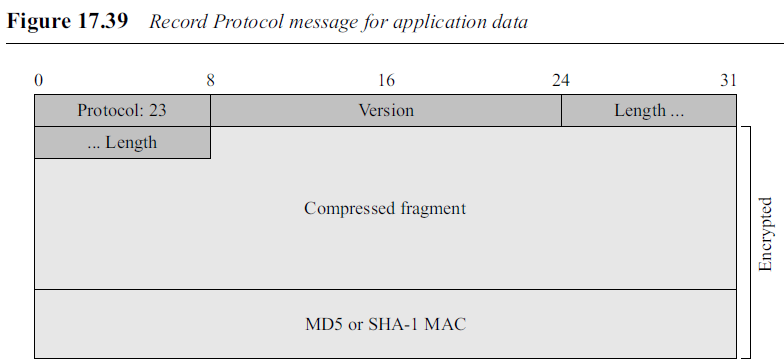 Figure 17.39 Record Protocol message for application data
0 8 16 24 31
Protocol: 23 Version Length ...
... Length
Compressed fragment
Encrypted
MD5 or SHA-1 MAC